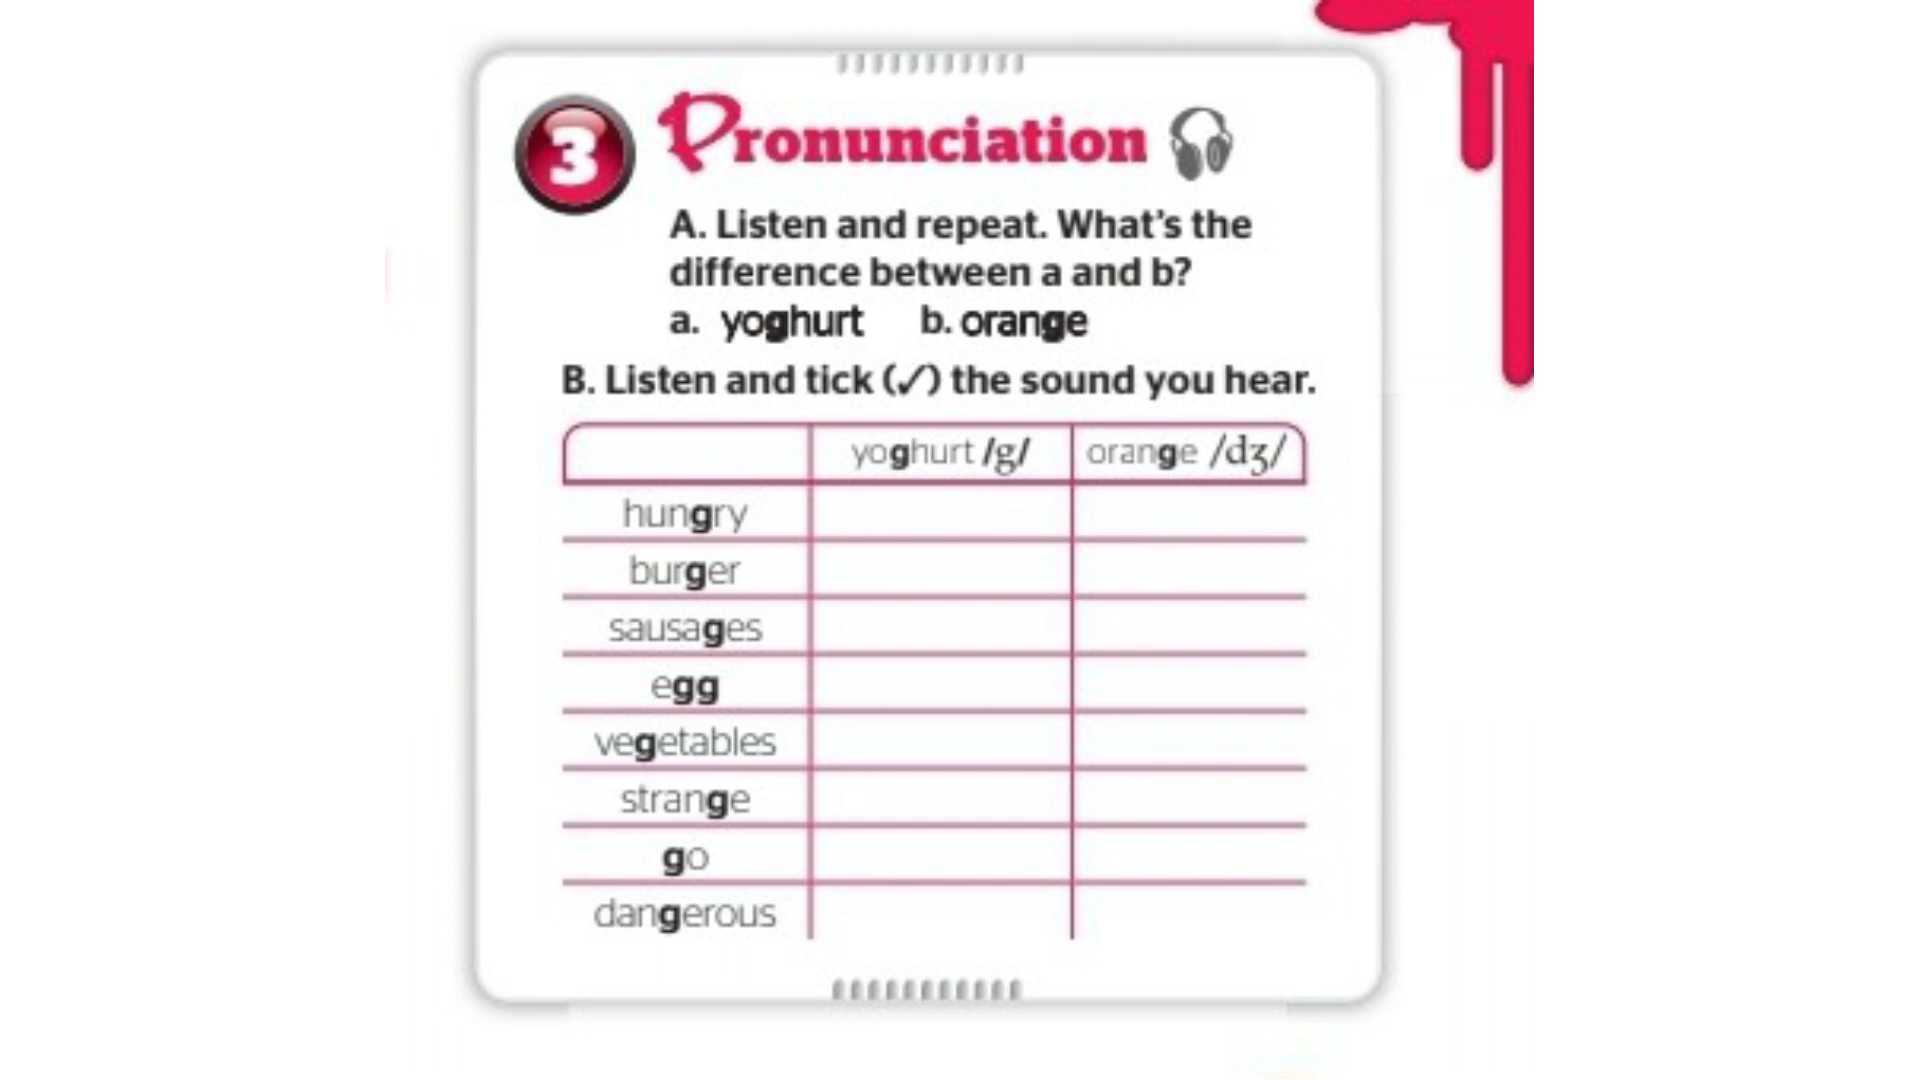 3 Pronunciation
A. Listen and repeat. What's the
difference between a and b?
a. yoghurt b. orange
B. Listen and tick (✓) the sound you hear.
yoghurt /g/ orange /dʒ/
hungry
burger
sausages
egg
vegetables
strange
go
dangerous